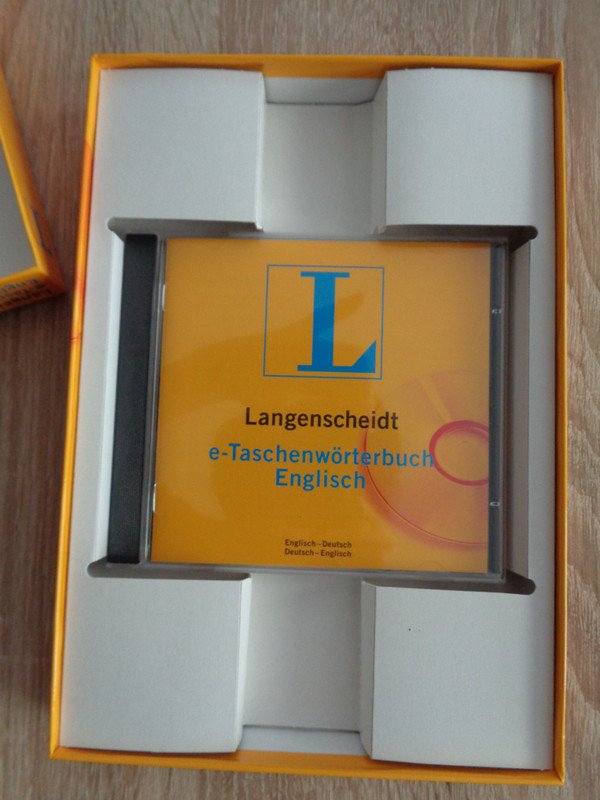 L
Langenscheidt
e-Taschenwörterbuch
Englisch
Englisch–Deutsch
Deutsch–Englisch